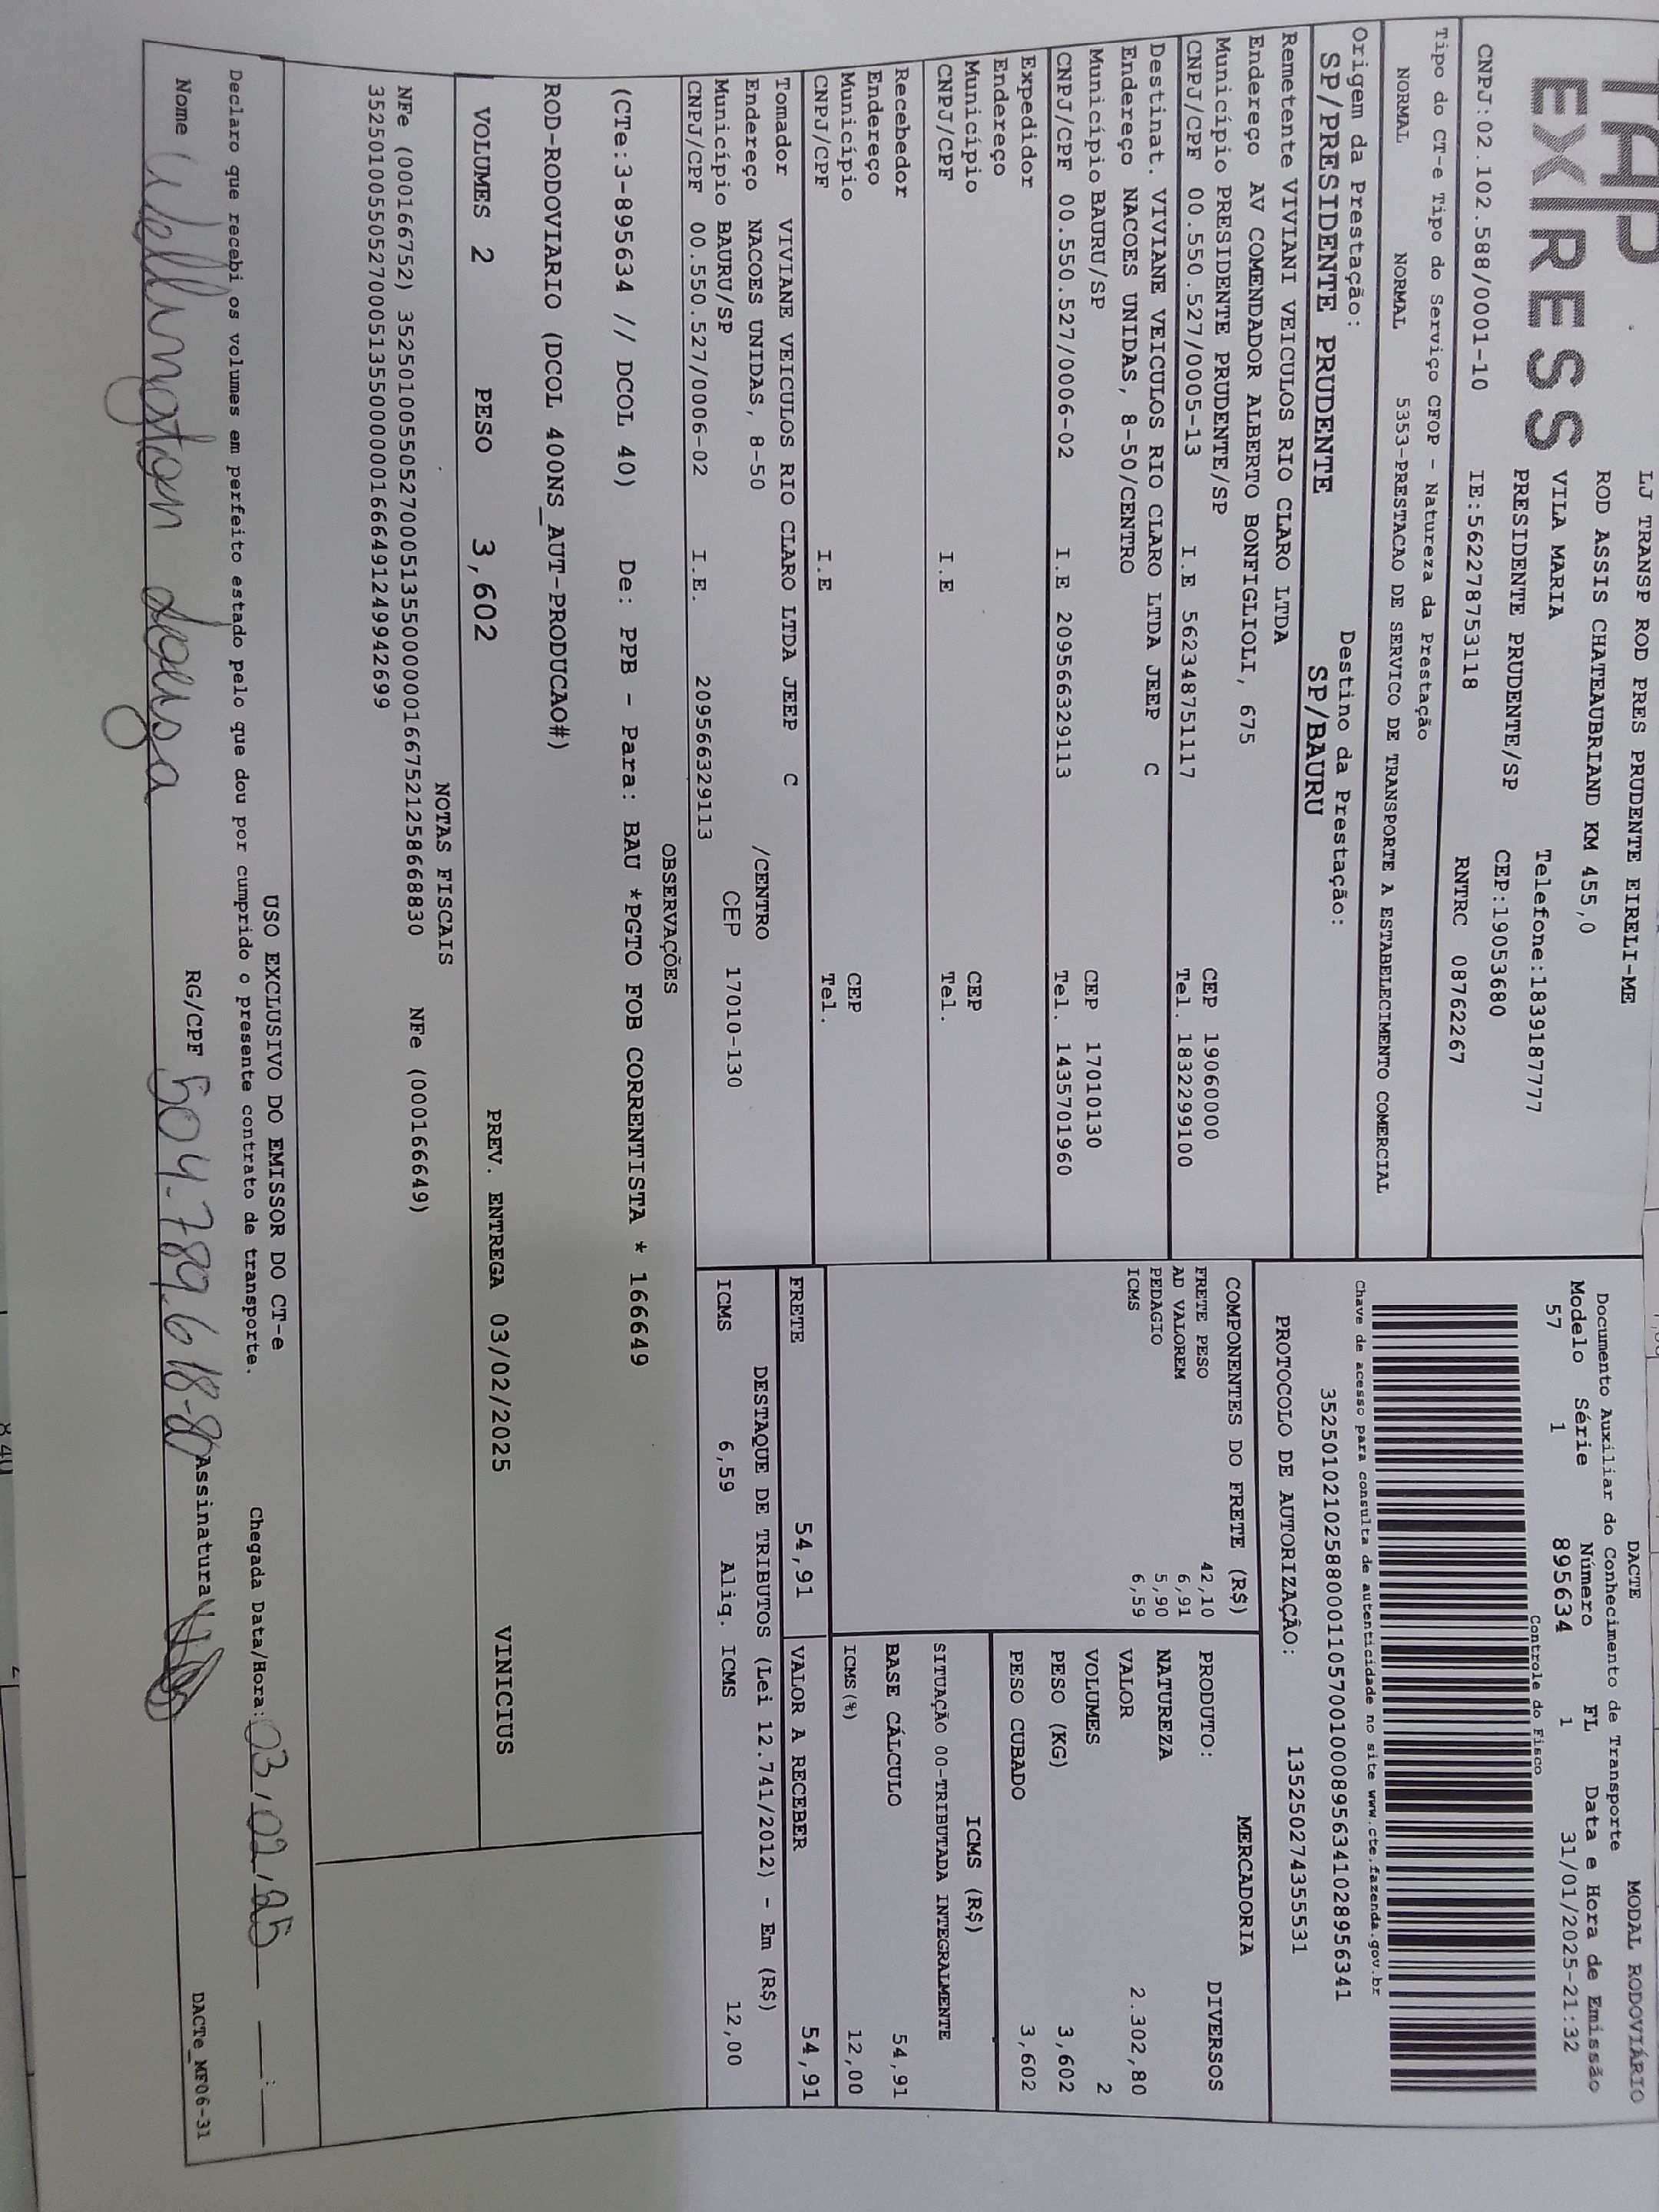 TAP
EXPRESS
LJ TRANSP ROD PRES PRUDENTE EIRELI-ME
ROD ASSIS CHATEAUBRIAND KM 455,0
VILA MARIA Telefone:1839187777
PRESIDENTE PRUDENTE/SP CEP:19053680
CNPJ:02.102.588/0001-10 IE:562278753118 RNTRC 08762267
Tipo do CT-e Tipo do Serviço CFOP - Natureza da Prestação
NORMAL NORMAL 5353-PRESTACAO DE SERVICO DE TRANSPORTE A ESTABELECIMENTO COMERCIAL
Origem da Prestação: Destino da Prestação:
SP/PRESIDENTE PRUDENTE SP/BAURU
Remetente VIVIANI VEICULOS RIO CLARO LTDA
Endereço AV COMENDADOR ALBERTO BONFIGLIOLI, 675
Município PRESIDENTE PRUDENTE/SP CEP 19060000
CNPJ/CPF 00.550.527/0005-13 I.E 562348751117 Tel. 1832299100
Destinat. VIVIANE VEICULOS RIO CLARO LTDA JEEP C
Endereço NACOES UNIDAS, 8-50/CENTRO
Município BAURU/SP CEP 17010130
CNPJ/CPF 00.550.527/0006-02 I.E 209566329113 Tel. 1435701960
Expedidor
Endereço
Município CEP
CNPJ/CPF I.E Tel.
Recebedor
Endereço
Município CEP
CNPJ/CPF I.E Tel.
Tomador VIVIANE VEICULOS RIO CLARO LTDA JEEP C
Endereço NACOES UNIDAS, 8-50 /CENTRO
Município BAURU/SP CEP 17010-130
CNPJ/CPF 00.550.527/0006-02 I.E. 209566329113
DACTE MODAL RODOVIÁRIO
Documento Auxiliar do Conhecimento de Transporte
Modelo Série Número FL Data e Hora de Emissão
57 1 895634 1 31/01/2025-21:32
Controle do Fisco
Chave de acesso para consulta de autenticidade no site www.cte.fazenda.gov.br
35250102102588000110570010008956341028956341
PROTOCOLO DE AUTORIZAÇÃO: 135250274355531
COMPONENTES DO FRETE (R$)
FRETE PESO 42,10
AD VALOREM 6,91
PEDAGIO 5,90
ICMS 6,59
MERCADORIA
PRODUTO: DIVERSOS
NATUREZA
VALOR 2.302,80
VOLUMES 2
PESO (KG) 3,602
PESO CUBADO 3,602
ICMS (R$)
SITUAÇÃO 00-TRIBUTADA INTEGRALMENTE
BASE CÁLCULO 54,91
ICMS(%) 12,00
FRETE 54,91 VALOR A RECEBER 54,91
DESTAQUE DE TRIBUTOS (Lei 12.741/2012) - Em (R$)
ICMS 6,59 Aliq. ICMS 12,00
OBSERVAÇÕES
(CTe:3-895634 // DCOL 40) De: PPB - Para: BAU *PGTO FOB CORRENTISTA * 166649
ROD-RODOVIARIO (DCOL 400NS_AUT-PRODUCAO#)
VOLUMES 2 PESO 3,602 PREV. ENTREGA 03/02/2025 VINICIUS
NOTAS FISCAIS
NFe (000166752) 35250100550527000513550000001667521258668830 NFe (000166649)
35250100550527000513550000001666491249942699
USO EXCLUSIVO DO EMISSOR DO CT-e
Declaro que recebi os volumes em perfeito estado pelo que dou por cumprido o presente contrato de transporte. Chegada Data/Hora: 03/02/25 __:__
Nome Wellington RG/CPF 504.789.618-80 Assinatura
DACTe_MF06-31